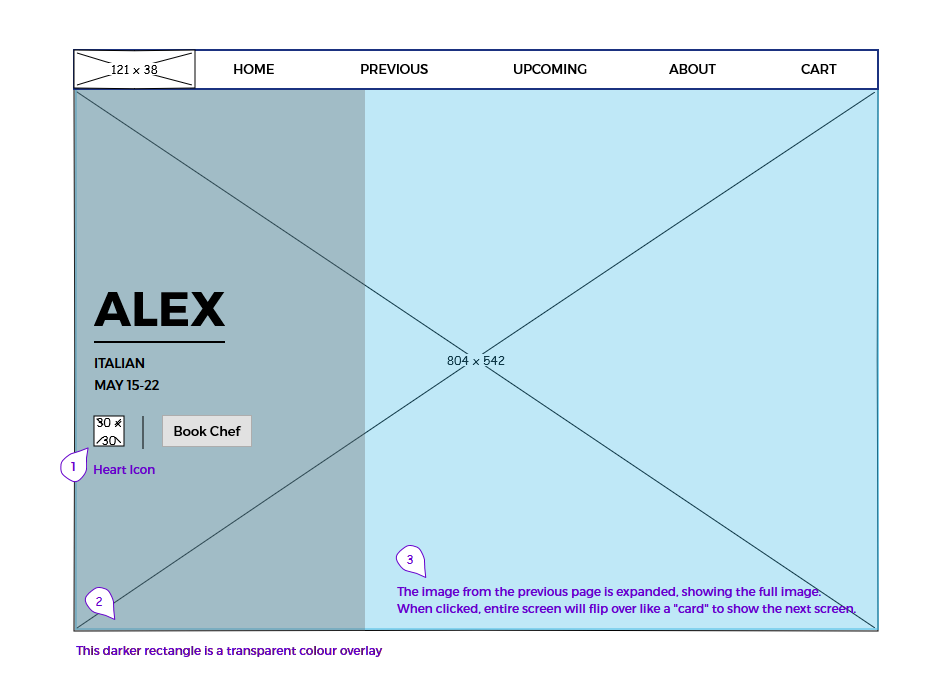 121 x 38
HOME
PREVIOUS
UPCOMING
ABOUT
CART
804 x 542
ALEX
ITALIAN
MAY 15-22
30 x
30
Book Chef
1
Heart Icon
3
The image from the previous page is expanded, showing the full image.
When clicked, entire screen will flip over like a "card" to show the next screen.
2
This darker rectangle is a transparent colour overlay